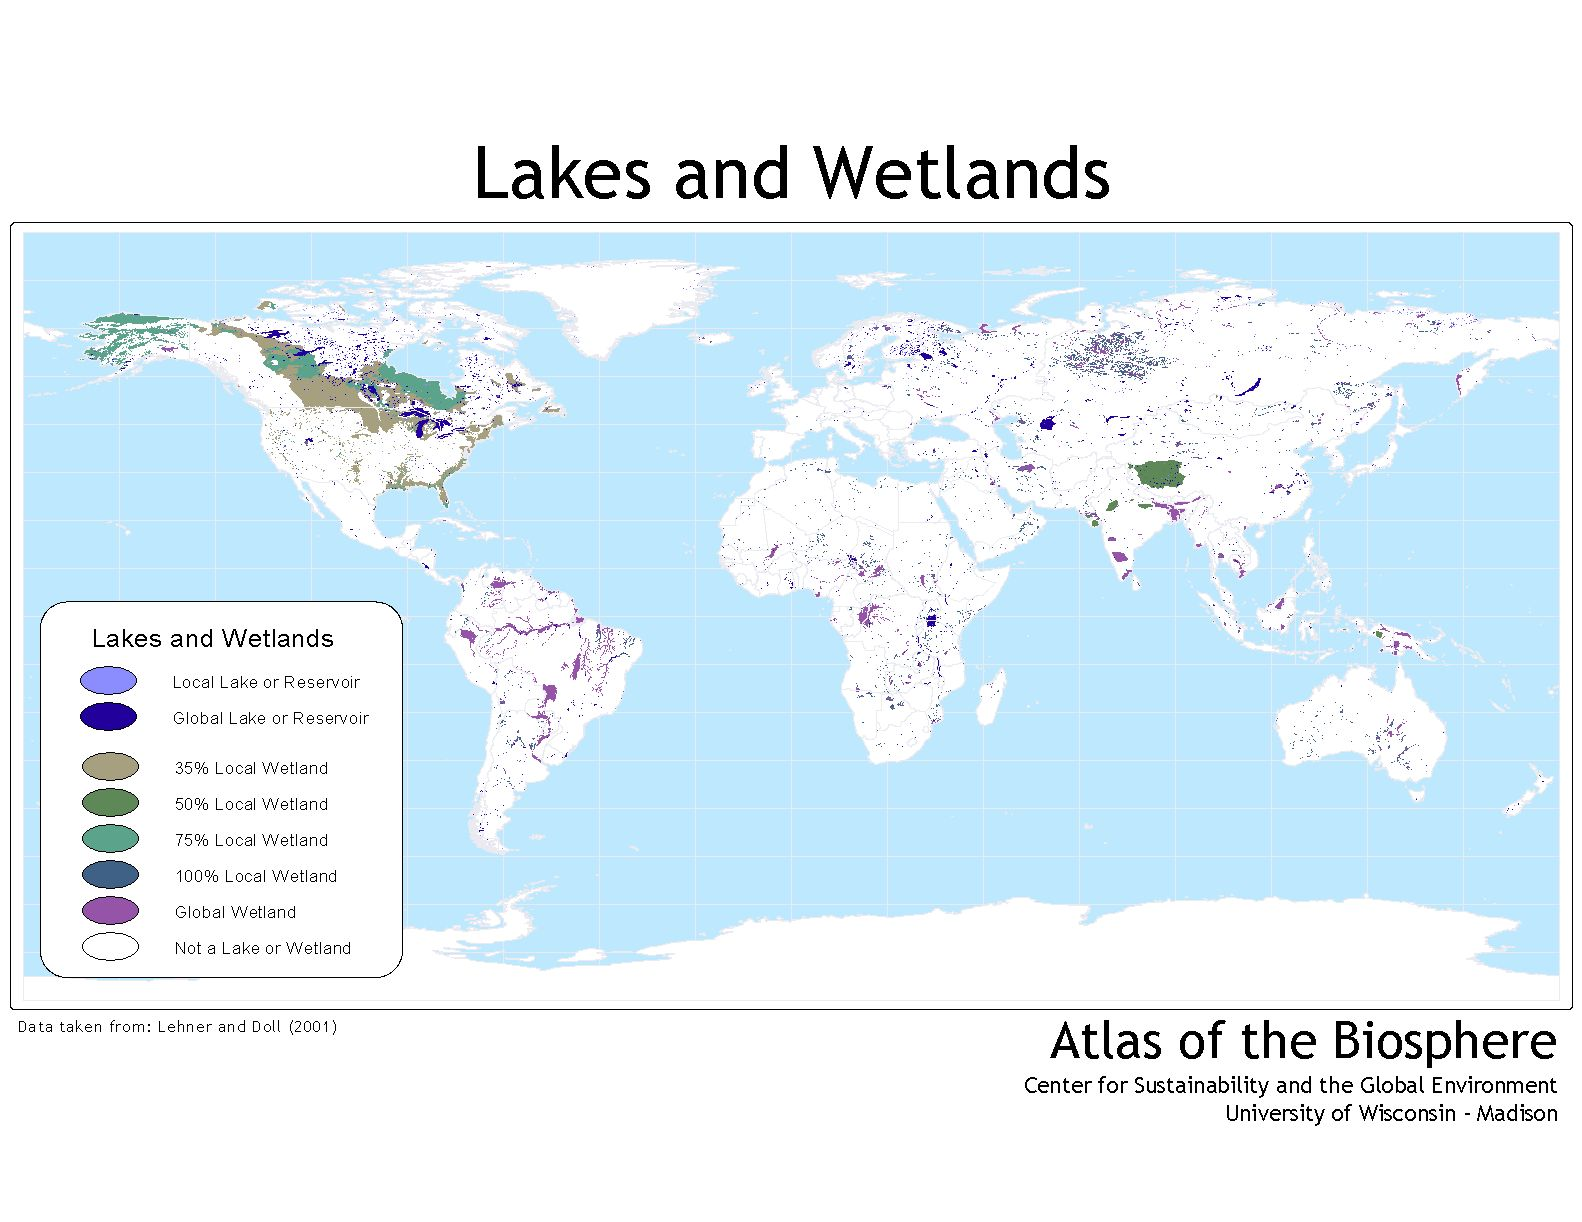 Lakes and Wetlands
Lakes and Wetlands
Local Lake or Reservoir
Global Lake or Reservoir
35% Local Wetland
50% Local Wetland
75% Local Wetland
100% Local Wetland
Global Wetland
Not a Lake or Wetland
Data taken from: Lehner and Doll (2001)
Atlas of the Biosphere
Center for Sustainability and the Global Environment
University of Wisconsin - Madison